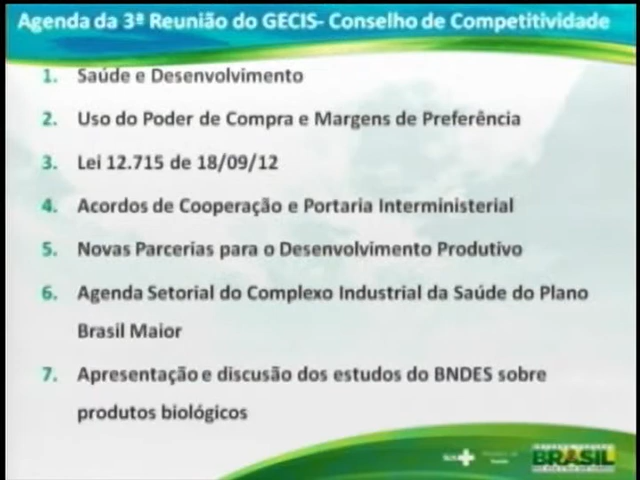 Agenda da 3ª Reunião do GECIS- Conselho de Competitividade
1. Saúde e Desenvolvimento
2. Uso do Poder de Compra e Margens de Preferência
3. Lei 12.715 de 18/09/12
4. Acordos de Cooperação e Portaria Interministerial
5. Novas Parcerias para o Desenvolvimento Produtivo
6. Agenda Setorial do Complexo Industrial da Saúde do Plano
Brasil Maior
7. Apresentação e discussão dos estudos do BNDES sobre
produtos biológicos
SUS
BRASIL